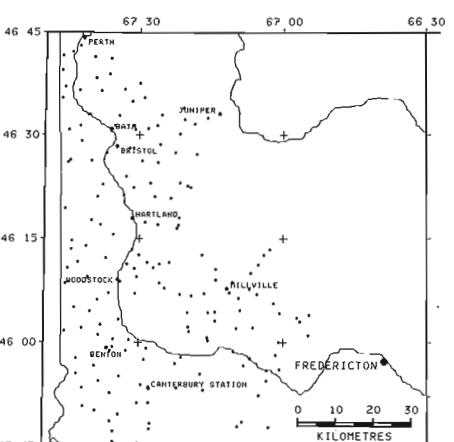 67 30 67 00 66 30
46 45
PERTH
JUNIPER
46 30
BATH
BRISTOL
HARTLAND
46 15
WOODSTOCK
MILLVILLE
46 00
BENTON
FREDERICTON
CANTERBURY STATION
0 10 20 30
KILOMETRES